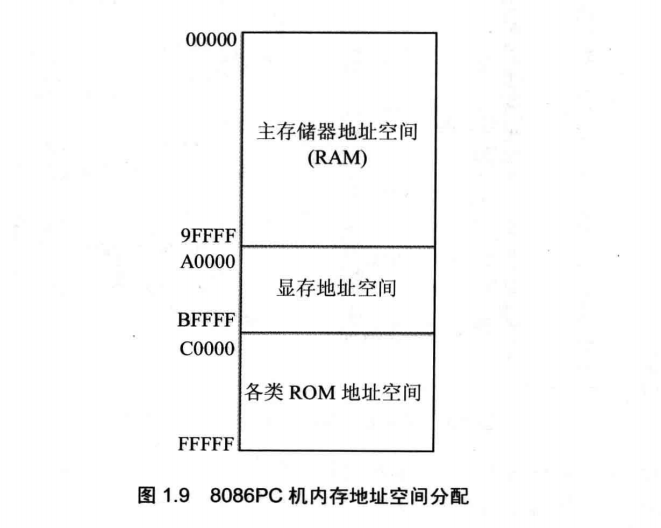 00000
主存储器地址空间
(RAM)
9FFFF
A0000
显存地址空间
BFFFF
C0000
各类 ROM 地址空间
FFFFF
图 1.9 8086PC 机内存地址空间分配